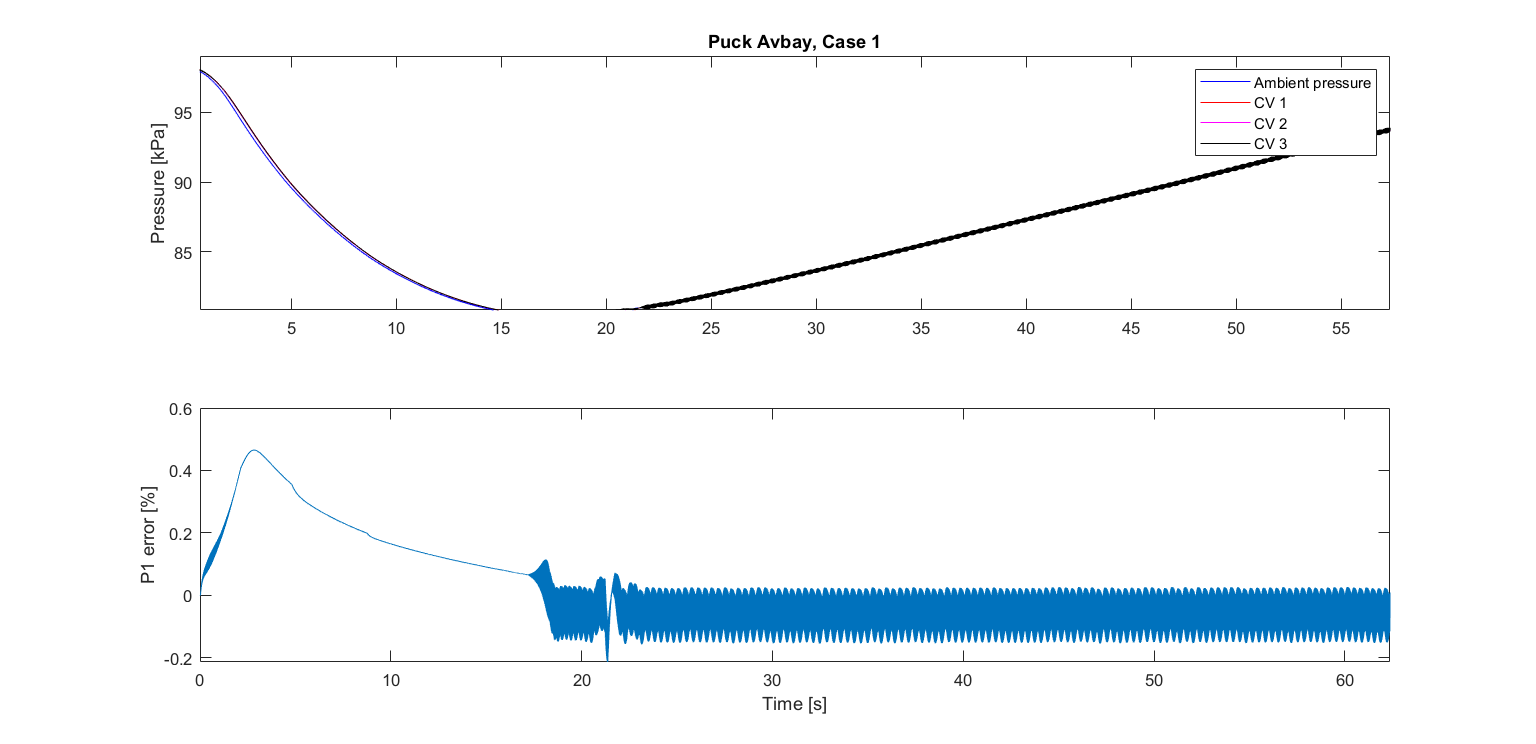 Puck Avbay, Case 1
Pressure [kPa]
95
90
85
Ambient pressure
CV 1
CV 2
CV 3
5 10 15 20 25 30 35 40 45 50 55
P1 error [%]
0.6
0.4
0.2
0
-0.2
0 10 20 30 40 50 60
Time [s]